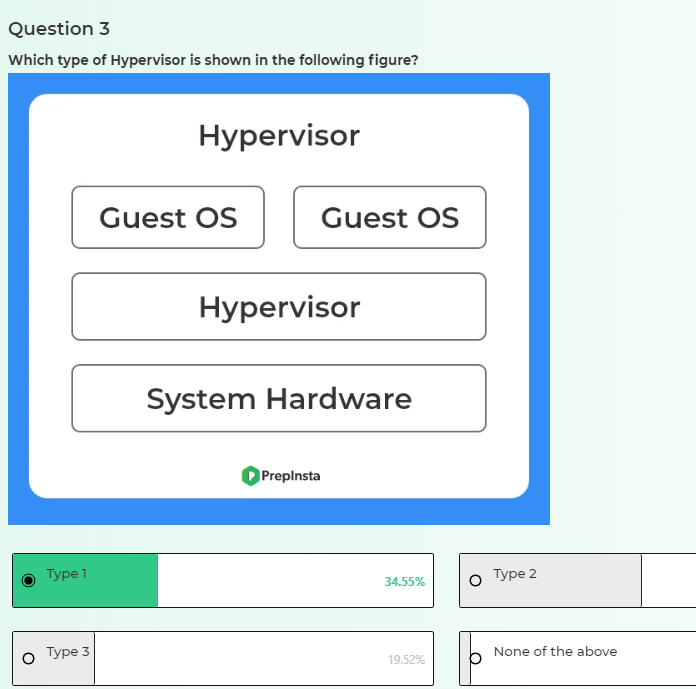 Question 3
Which type of Hypervisor is shown in the following figure?
Hypervisor
Guest OS Guest OS
Hypervisor
System Hardware
PrepInsta
Type 1 34.55% Type 2
Type 3 19.52% None of the above